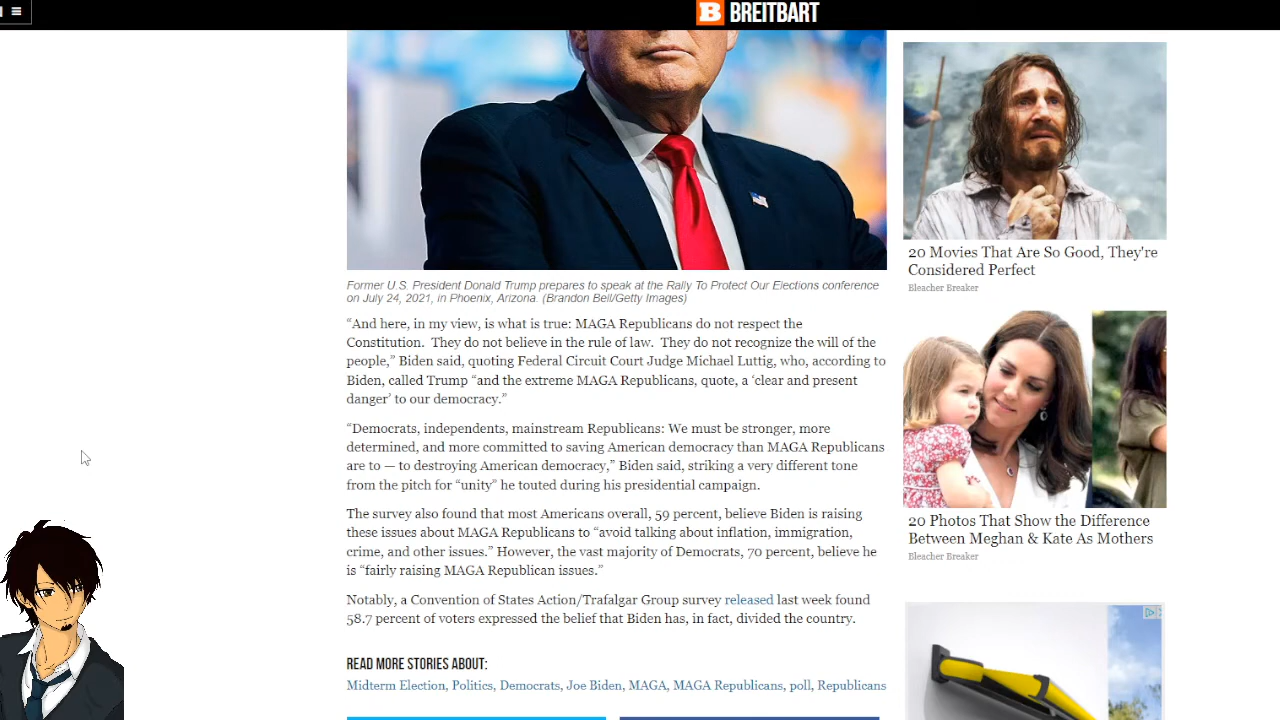 BREITBART
Former U.S. President Donald Trump prepares to speak at the Rally To Protect Our Elections conference
on July 24, 2021, in Phoenix, Arizona. (Brandon Bell/Getty Images)
“And here, in my view, is what is true: MAGA Republicans do not respect the
Constitution.  They do not believe in the rule of law.  They do not recognize the will of the
people,” Biden said, quoting Federal Circuit Court Judge Michael Luttig, who, according to
Biden, called Trump “and the extreme MAGA Republicans, quote, a ‘clear and present
danger’ to our democracy.”
“Democrats, independents, mainstream Republicans: We must be stronger, more
determined, and more committed to saving American democracy than MAGA Republicans
are to — to destroying American democracy,” Biden said, striking a very different tone
from the pitch for “unity” he touted during his presidential campaign.
The survey also found that most Americans overall, 59 percent, believe Biden is raising
these issues about MAGA Republicans to “avoid talking about inflation, immigration,
crime, and other issues.” However, the vast majority of Democrats, 70 percent, believe he
is “fairly raising MAGA Republican issues.”
Notably, a Convention of States Action/Trafalgar Group survey released last week found
58.7 percent of voters expressed the belief that Biden has, in fact, divided the country.
READ MORE STORIES ABOUT:
Midterm Election, Politics, Democrats, Joe Biden, MAGA, MAGA Republicans, poll, Republicans
20 Movies That Are So Good, They're
Considered Perfect
Bleacher Breaker
20 Photos That Show the Difference
Between Meghan & Kate As Mothers
Bleacher Breaker